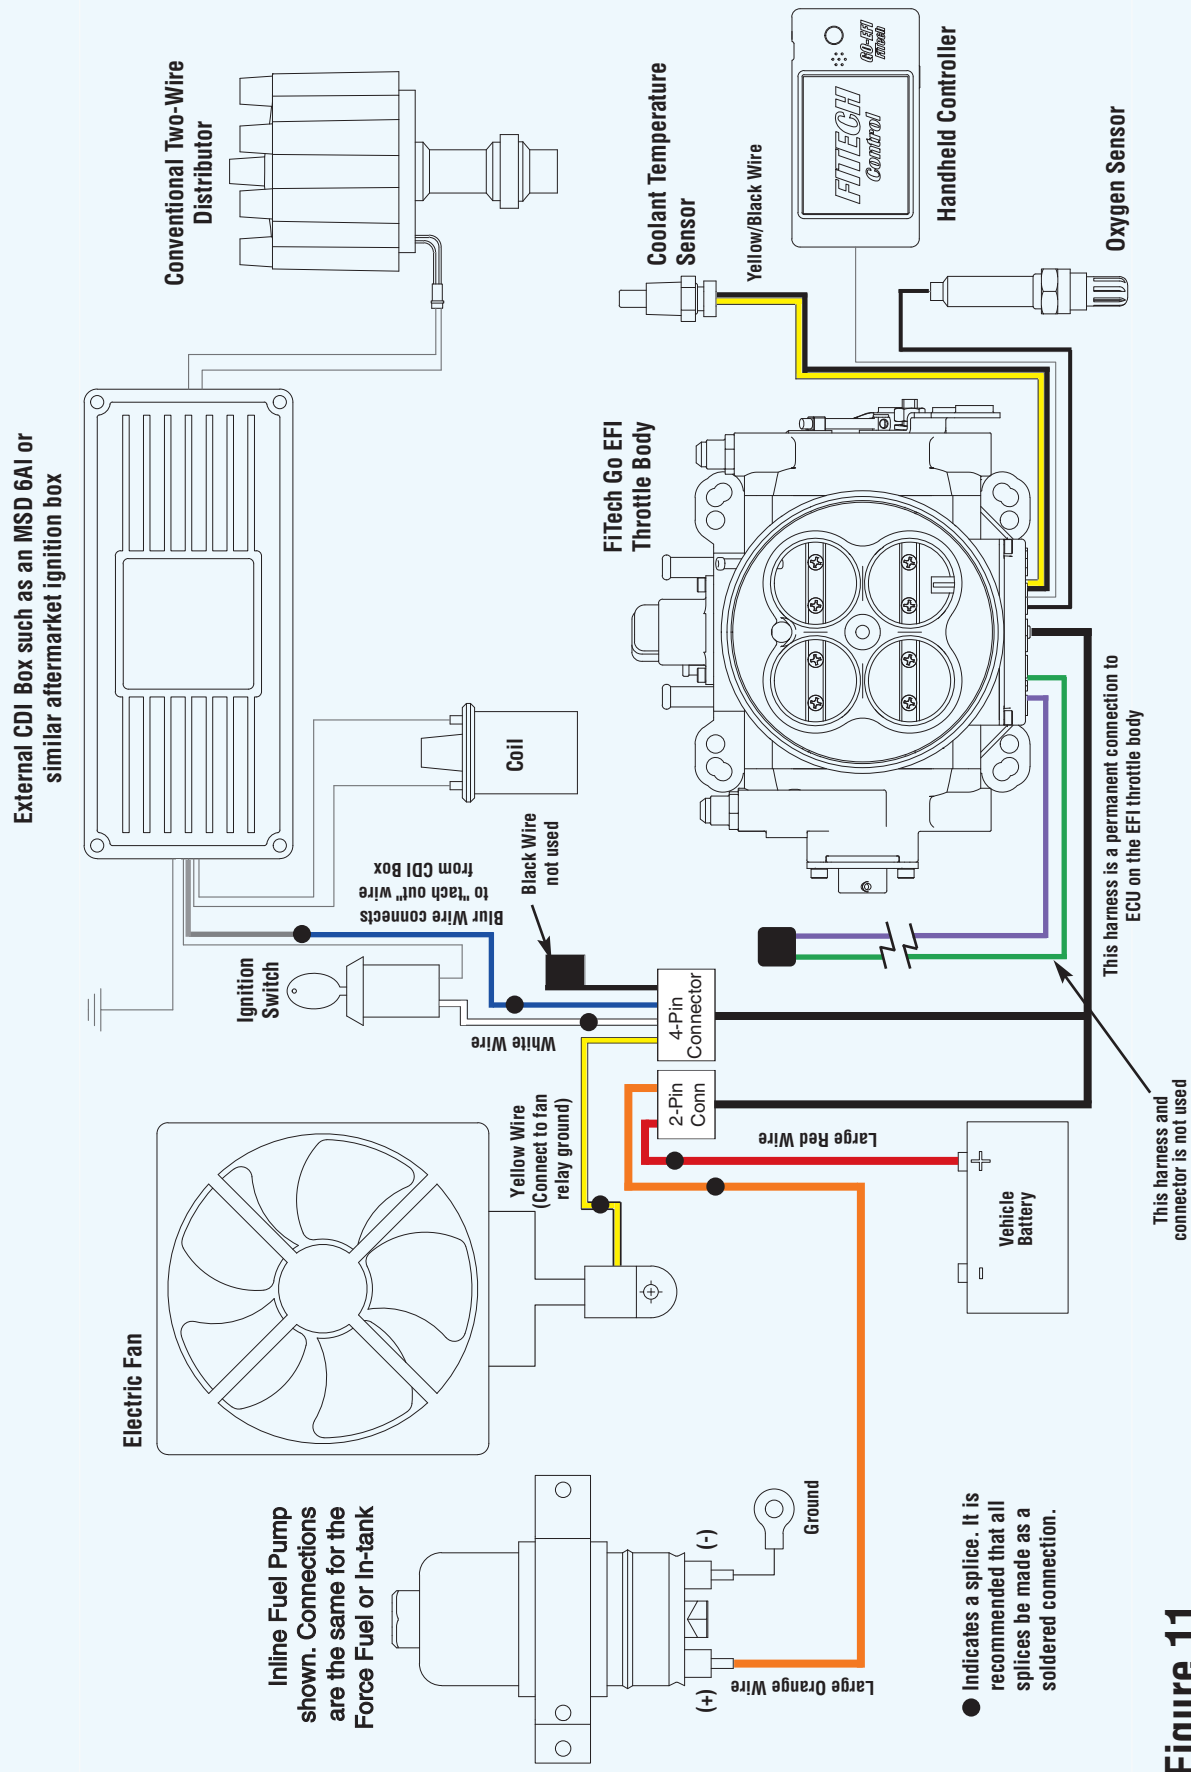 External CDI Box such as an MSD 6Al or
similar aftermarket ignition box
Conventional Two-Wire
Distributor
Coil
Ignition
Switch
Blur Wire connects
to "tach out" wire
from CDI Box
White Wire
Black Wire
not used
Electric Fan
Yellow Wire
(Connect to fan
relay ground)
4-Pin
Connector
2-Pin
Conn
FiTech Go EFI
Throttle Body
Coolant Temperature
Sensor
Yellow/Black Wire
FITECH
Control
GO-EFI
FiTech
Handheld Controller
Oxygen Sensor
This harness is a permanent connection to
ECU on the EFI throttle body
This harness and
connector is not used
Large Red Wire
+
-
Vehicle
Battery
Inline Fuel Pump
shown. Connections
are the same for the
Force Fuel or In-tank
(+)
(-)
Ground
Large Orange Wire
Indicates a splice. It is
recommended that all
splices be made as a
soldered connection.
Figure 11